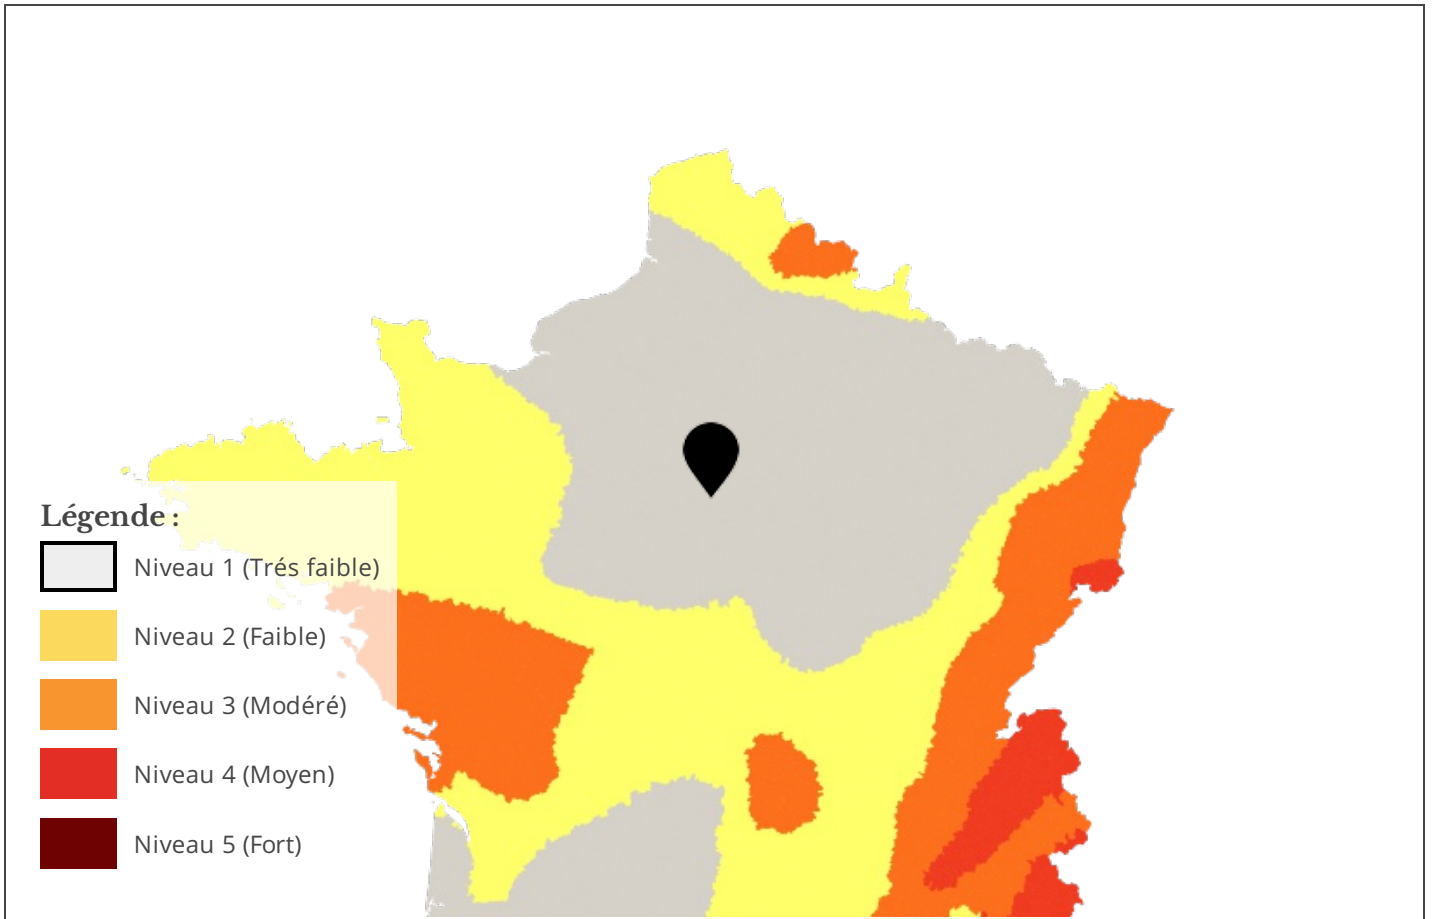 Légende :
Niveau 1 (Trés faible)
Niveau 2 (Faible)
Niveau 3 (Modéré)
Niveau 4 (Moyen)
Niveau 5 (Fort)